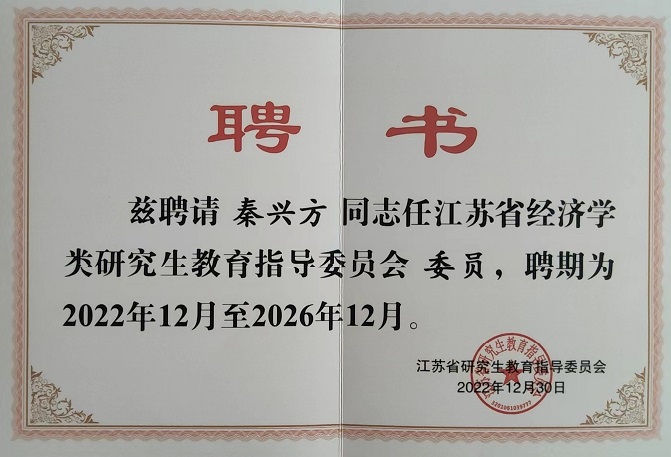 聘书
兹聘请 秦兴方 同志任江苏省经济学
类研究生教育指导委员会 委员，聘期为
2022年12月至2026年12月。
江苏省研究生教育指导委员会
2022年12月30日